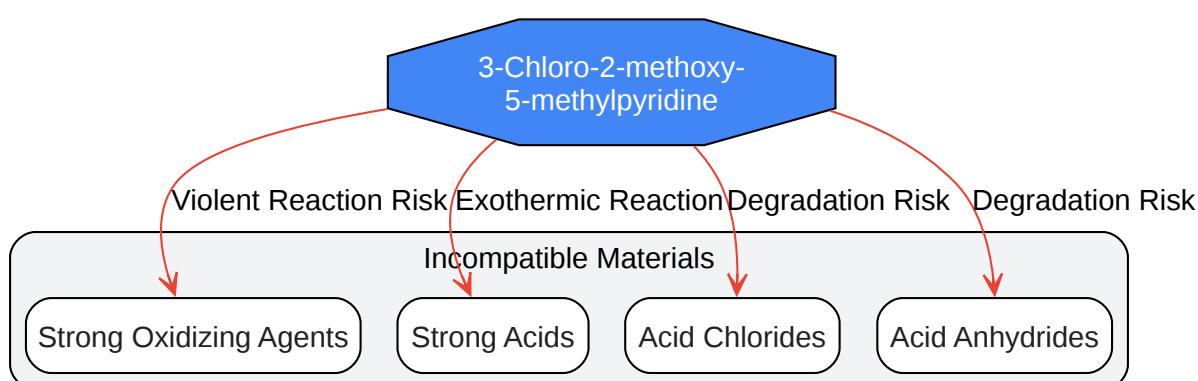 3-Chloro-2-methoxy-
5-methylpyridine
Violent Reaction Risk
Exothermic Reaction
Degradation Risk
Degradation Risk
Incompatible Materials
Strong Oxidizing Agents
Strong Acids
Acid Chlorides
Acid Anhydrides